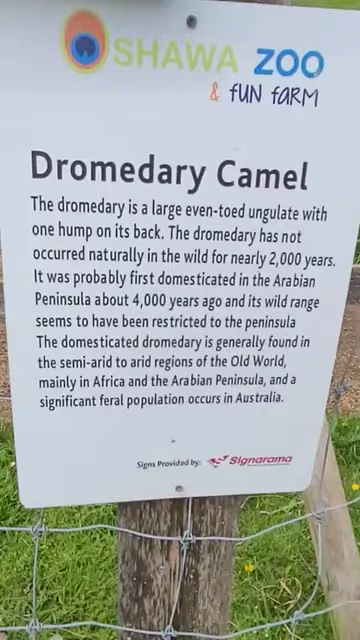 OSHAWA ZOO
& fUN faRM
Dromedary Camel
The dromedary is a large even-toed ungulate with
one hump on its back. The dromedary has not
occurred naturally in the wild for nearly 2,000 years.
It was probably first domesticated in the Arabian
Peninsula about 4,000 years ago and its wild range
seems to have been restricted to the peninsula
The domesticated dromedary is generally found in
the semi-arid to arid regions of the Old World,
mainly in Africa and the Arabian Peninsula, and a
significant feral population occurs in Australia.
Signs Provided by: Signarama